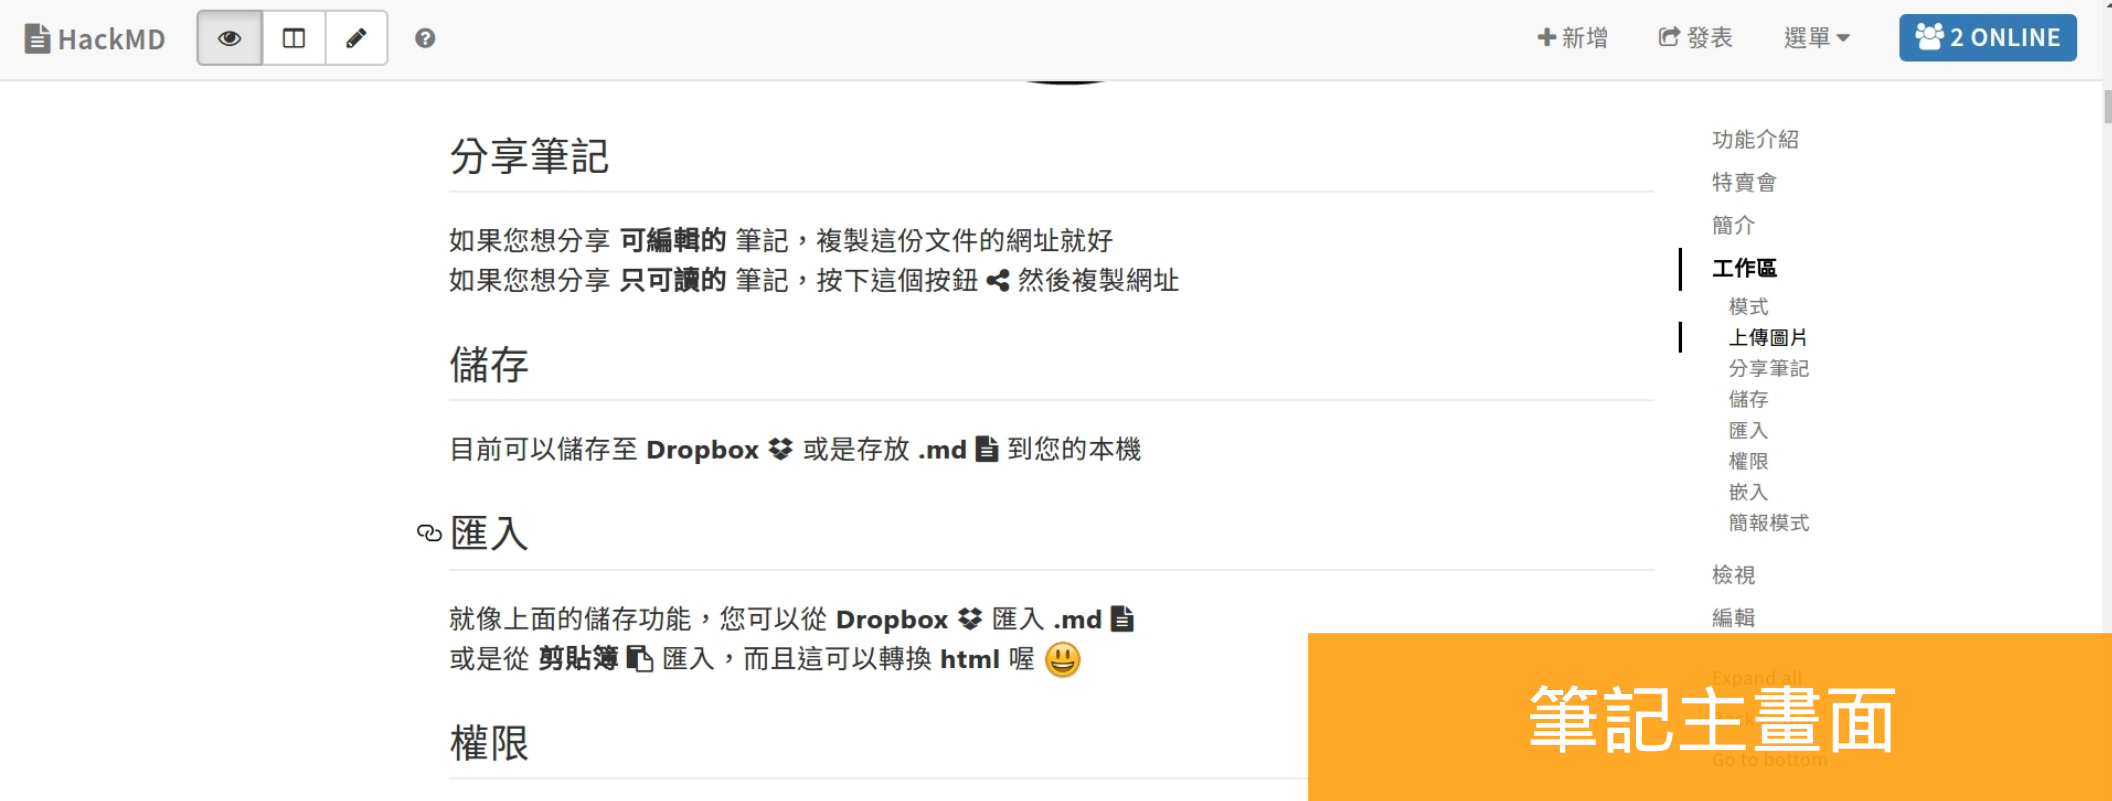 HackMD
新增
發表
選單
2 ONLINE
分享筆記
如果您想分享 可編輯的 筆記，複製這份文件的網址就好
如果您想分享 只可讀的 筆記，按下這個按鈕 然後複製網址
儲存
目前可以儲存至 Dropbox 或是存放 .md 到您的本機
匯入
就像上面的儲存功能，您可以從 Dropbox 匯入 .md
或是從 剪貼簿 匯入，而且這可以轉換 html 喔
權限
功能介紹
特賣會
簡介
工作區
模式
上傳圖片
分享筆記
儲存
匯入
權限
嵌入
簡報模式
檢視
編輯
Expand all
筆記主畫面
Go to bottom